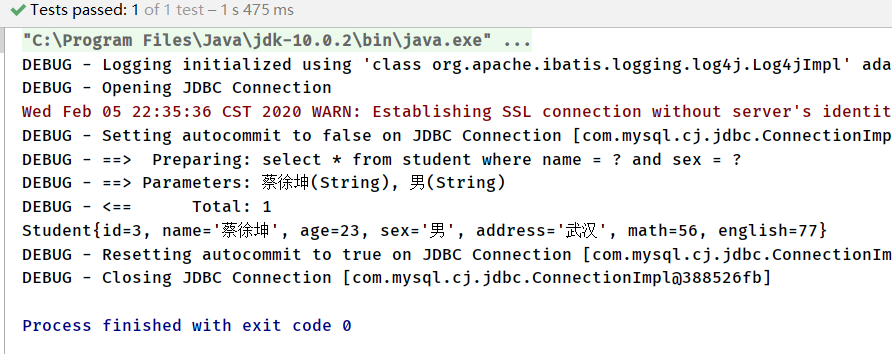 Tests passed: 1 of 1 test – 1 s 475 ms
"C:\Program Files\Java\jdk-10.0.2\bin\java.exe" ...
DEBUG - Logging initialized using 'class org.apache.ibatis.logging.log4j.Log4jImpl' ada
DEBUG - Opening JDBC Connection
Wed Feb 05 22:35:36 CST 2020 WARN: Establishing SSL connection without server's identit
DEBUG - Setting autocommit to false on JDBC Connection [com.mysql.cj.jdbc.ConnectionImp
DEBUG - ==>  Preparing: select * from student where name = ? and sex = ?
DEBUG - ==> Parameters: 蔡徐坤(String), 男(String)
DEBUG - <==      Total: 1
Student{id=3, name='蔡徐坤', age=23, sex='男', address='武汉', math=56, english=77}
DEBUG - Resetting autocommit to true on JDBC Connection [com.mysql.cj.jdbc.ConnectionIm
DEBUG - Closing JDBC Connection [com.mysql.cj.jdbc.ConnectionImpl@388526fb]
Process finished with exit code 0